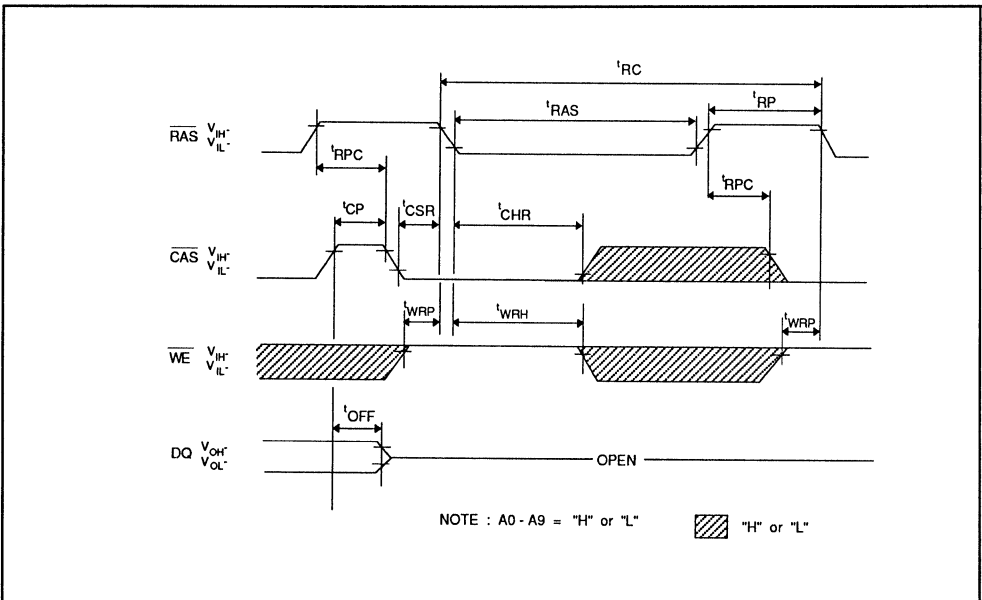 tRC
tRAS
tRP
RAS VIH-
VIL-
tRPC
tRPC
tCP
tCSR
tCHR
CAS VIH-
VIL-
tWRP
tWRH
tWRP
WE VIH-
VIL-
tOFF
DQ VOH-
VOL-
OPEN
NOTE : A0 - A9 = "H" or "L"
"H" or "L"